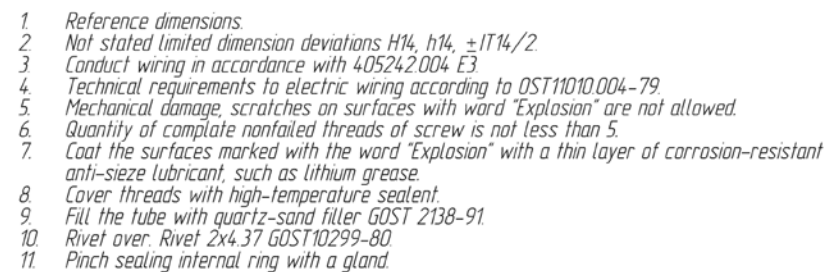 1. Reference dimensions.
2. Not stated limited dimension deviations H14, h14, ±IT14/2.
3. Conduct wiring in accordance with 405242.004 E3.
4. Technical requirements to electric wiring according to OST11010.004-79.
5. Mechanical damage, scratches on surfaces with word "Explosion" are not allowed.
6. Quantity of complate nonfailed threads of screw is not less than 5.
7. Coat the surfaces marked with the word "Explosion" with a thin layer of corrosion-resistant
anti-sieze lubricant, such as lithium grease.
8. Cover threads with high-temperature sealent.
9. Fill the tube with quartz-sand filler GOST 2138-91.
10. Rivet over. Rivet 2x4.37 GOST10299-80.
11. Pinch sealing internal ring with a gland.